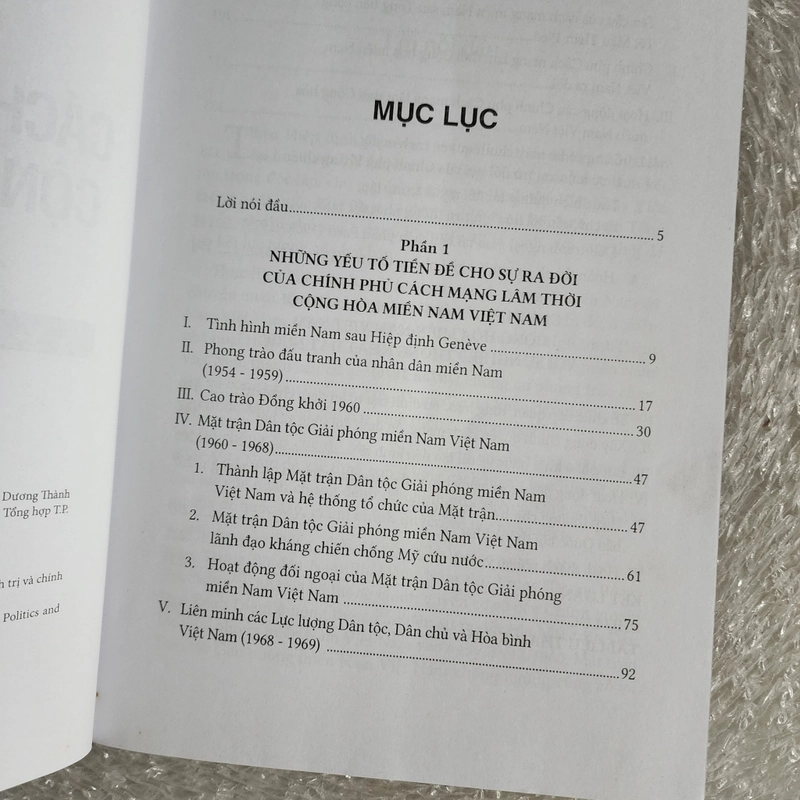 MỤC LỤC
Lời nói đầu.......................................................................................... 5
Phần 1
NHỮNG YẾU TỐ TIỀN ĐỀ CHO SỰ RA ĐỜI
CỦA CHÍNH PHỦ CÁCH MẠNG LÂM THỜI
CỘNG HÒA MIỀN NAM VIỆT NAM
I. Tình hình miền Nam sau Hiệp định Genève ................................ 9
II. Phong trào đấu tranh của nhân dân miền Nam
(1954 - 1959)................................................................................ 17
III. Cao trào Đồng khởi 1960 ............................................................ 30
IV. Mặt trận Dân tộc Giải phóng miền Nam Việt Nam
(1960 - 1968)................................................................................ 47
1. Thành lập Mặt trận Dân tộc Giải phóng miền Nam
Việt Nam và hệ thống tổ chức của Mặt trận............................ 47
2. Mặt trận Dân tộc Giải phóng miền Nam Việt Nam
lãnh đạo kháng chiến chống Mỹ cứu nước.............................. 61
3. Hoạt động đối ngoại của Mặt trận Dân tộc Giải phóng
miền Nam Việt Nam ................................................................ 75
V. Liên minh các Lực lượng Dân tộc, Dân chủ và Hòa bình
Việt Nam (1968 - 1969) ................................................................ 92
Dương Thành
Tổng hợp T.P.
trị và chính
Politics and